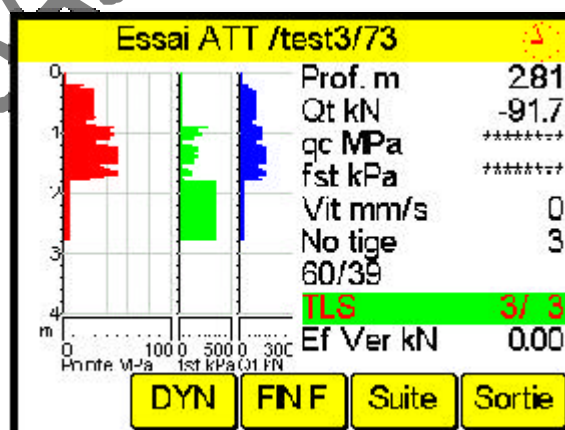 Essai ATT /test3/73
Prof. m 2.81
Qt kN -91.7
qc MPa ********
fst kPa ********
Vit mm/s 0
No tige 3
60/39
TLS 3/ 3
Ef Ver kN 0.00
0
1
2
3
4
m
0 100 0 500 0 300
Pointe MPa fst kPa Qt kN
DYN FIN F Suite Sortie